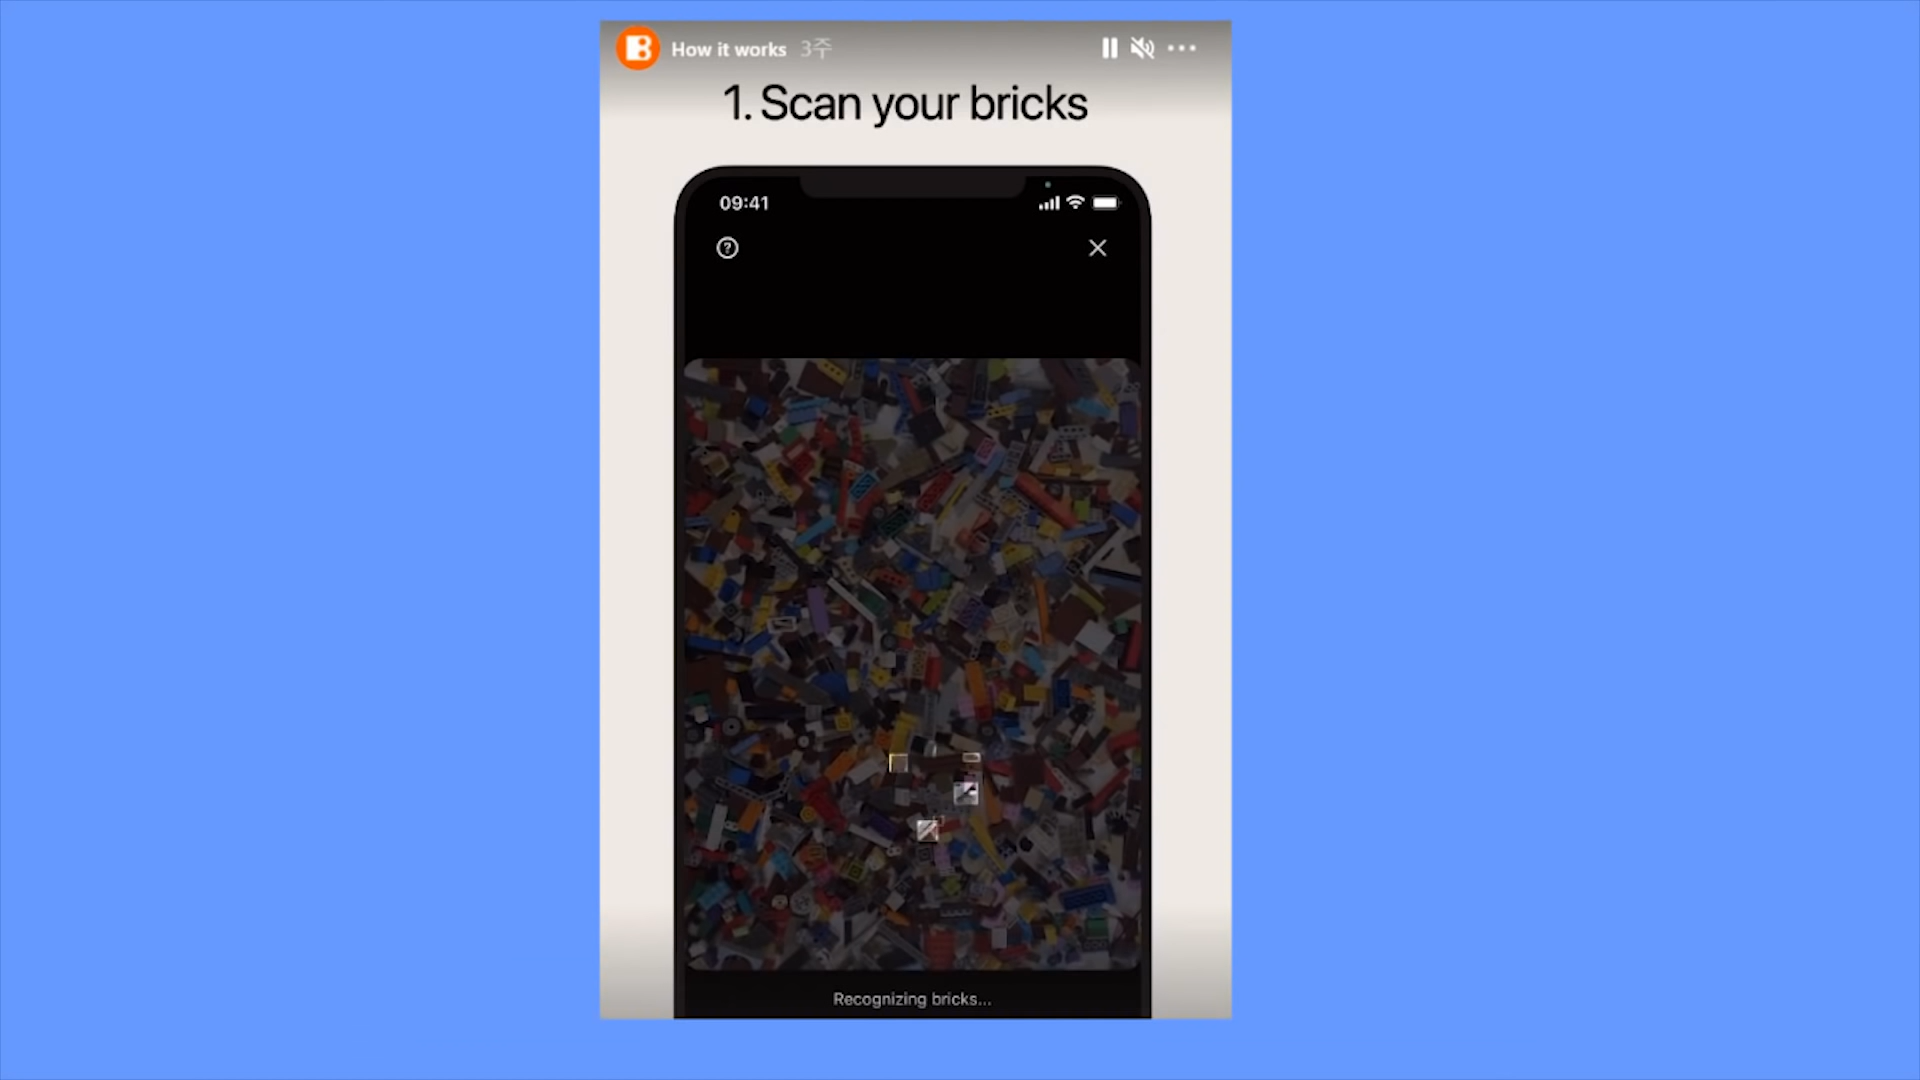 B How it works 3주
1. Scan your bricks
09:41
?
Recognizing bricks...